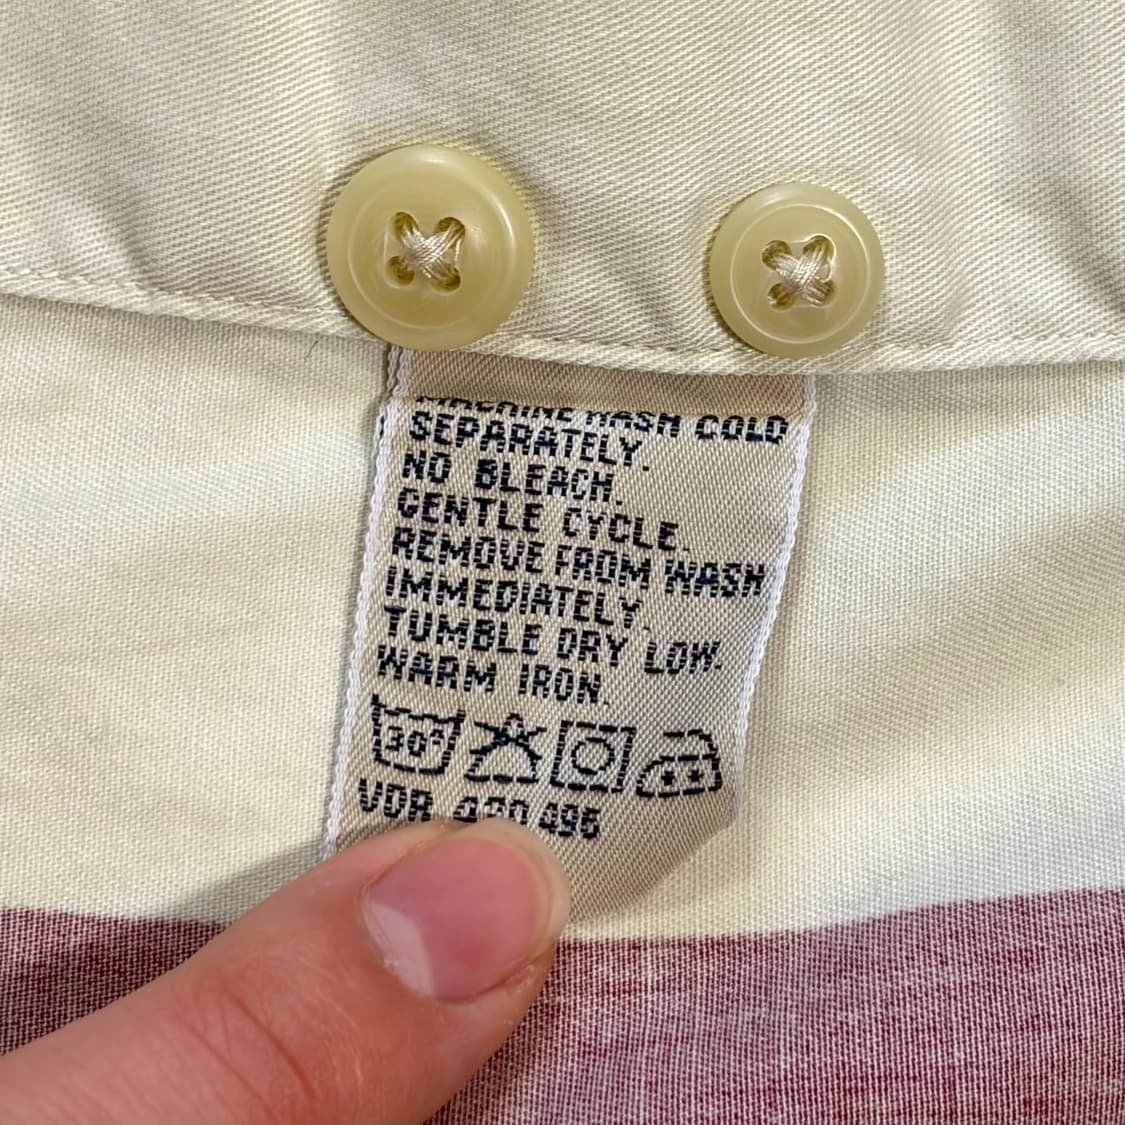 MACHINE WASH COLD
SEPARATELY.
NO BLEACH.
GENTLE CYCLE.
REMOVE FROM WASH
IMMEDIATELY.
TUMBLE DRY LOW.
WARM IRON.
30°
VDR 496